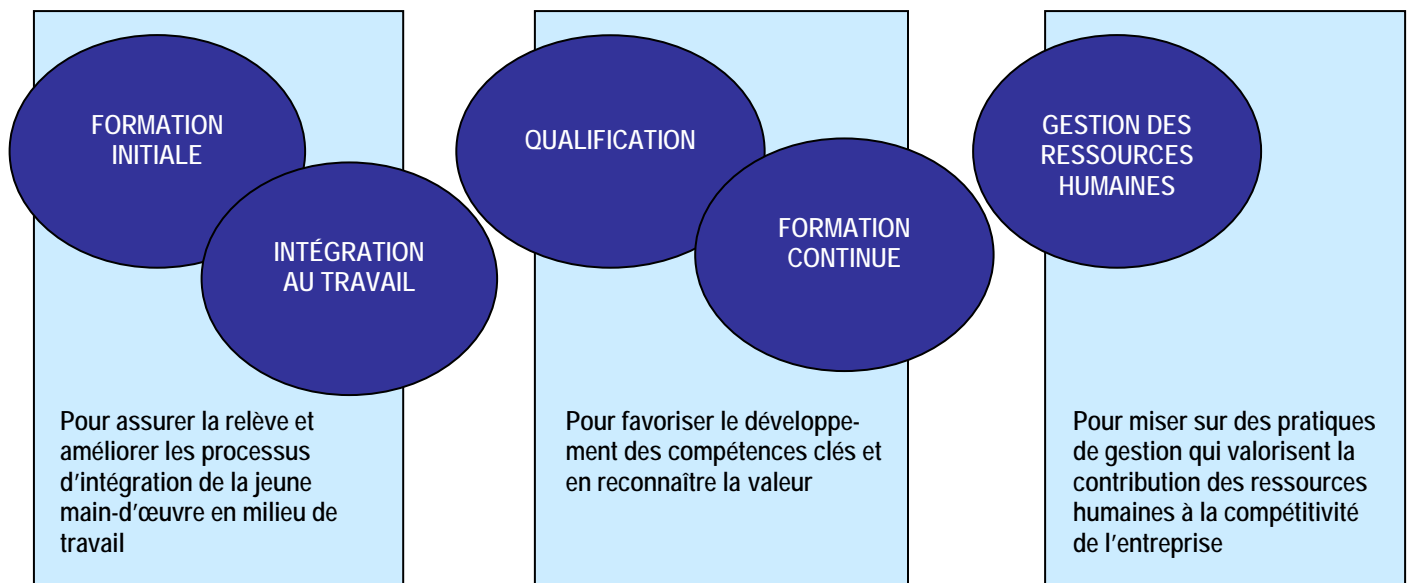 FORMATION
INITIALE
INTÉGRATION
AU TRAVAIL
Pour assurer la relève et
améliorer les processus
d'intégration de la jeune
main-d'œuvre en milieu de
travail
QUALIFICATION
FORMATION
CONTINUE
Pour favoriser le développe-
ment des compétences clés et
en reconnaître la valeur
GESTION DES
RESSOURCES
HUMAINES
Pour miser sur des pratiques
de gestion qui valorisent la
contribution des ressources
humaines à la compétitivité
de l'entreprise